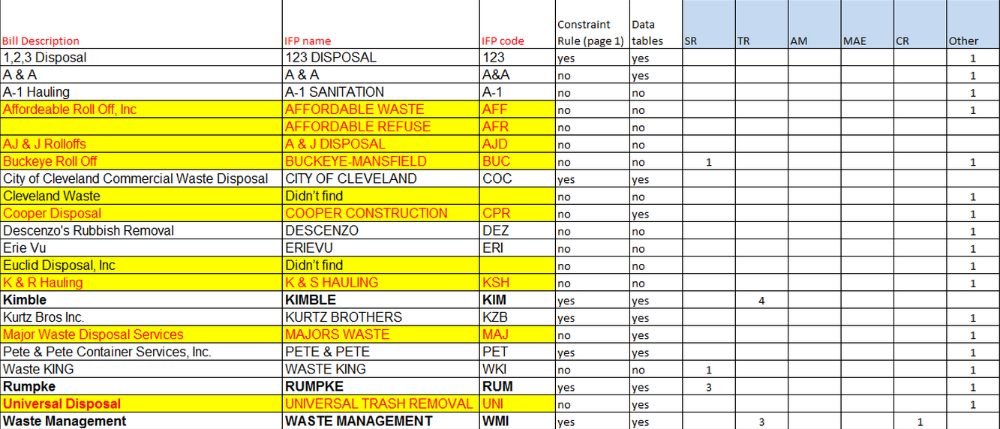 Bill Description IFP name IFP code Constraint Rule (page 1) Data tables SR TR AM MAE CR Other
1,2,3 Disposal 123 DISPOSAL 123 yes yes 1
A & A A & A A&A no yes 1
A-1 Hauling A-1 SANITATION A-1 no no 1
Affordeable Roll Off, Inc AFFORDABLE WASTE AFF no no 1
AFFORDABLE REFUSE AFR no no
AJ & J Rolloffs A & J DISPOSAL AJD no no
Buckeye Roll Off BUCKEYE-MANSFIELD BUC no no 1 1
City of Cleveland Commercial Waste Disposal CITY OF CLEVELAND COC yes yes
Cleveland Waste Didn't find no no 1
Cooper Disposal COOPER CONSTRUCTION CPR no yes 1
Descenzo's Rubbish Removal DESCENZO DEZ no no 1
Erie Vu ERIEVU ERI no no 1
Euclid Disposal, Inc Didn't find no no 1
K & R Hauling K & S HAULING KSH no no 1
Kimble KIMBLE KIM yes yes 4
Kurtz Bros Inc. KURTZ BROTHERS KZB yes yes 1
Major Waste Disposal Services MAJORS WASTE MAJ no yes 1
Pete & Pete Container Services, Inc. PETE & PETE PET yes yes 1
Waste KING WASTE KING WKI no no 1 1
Rumpke RUMPKE RUM yes yes 3 1
Universal Disposal UNIVERSAL TRASH REMOVAL UNI no yes 1
Waste Management WASTE MANAGEMENT WMI yes yes 3 1